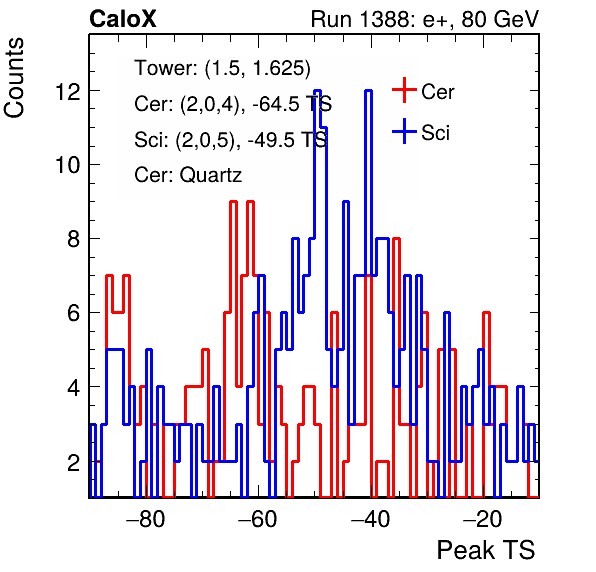 CaloX Run 1388: e+, 80 GeV
Counts
Tower: (1.5, 1.625)
Cer: (2,0,4), -64.5 TS
Sci: (2,0,5), -49.5 TS
Cer: Quartz
Cer
Sci
12
10
8
6
4
2
−80 −60 −40 −20
Peak TS